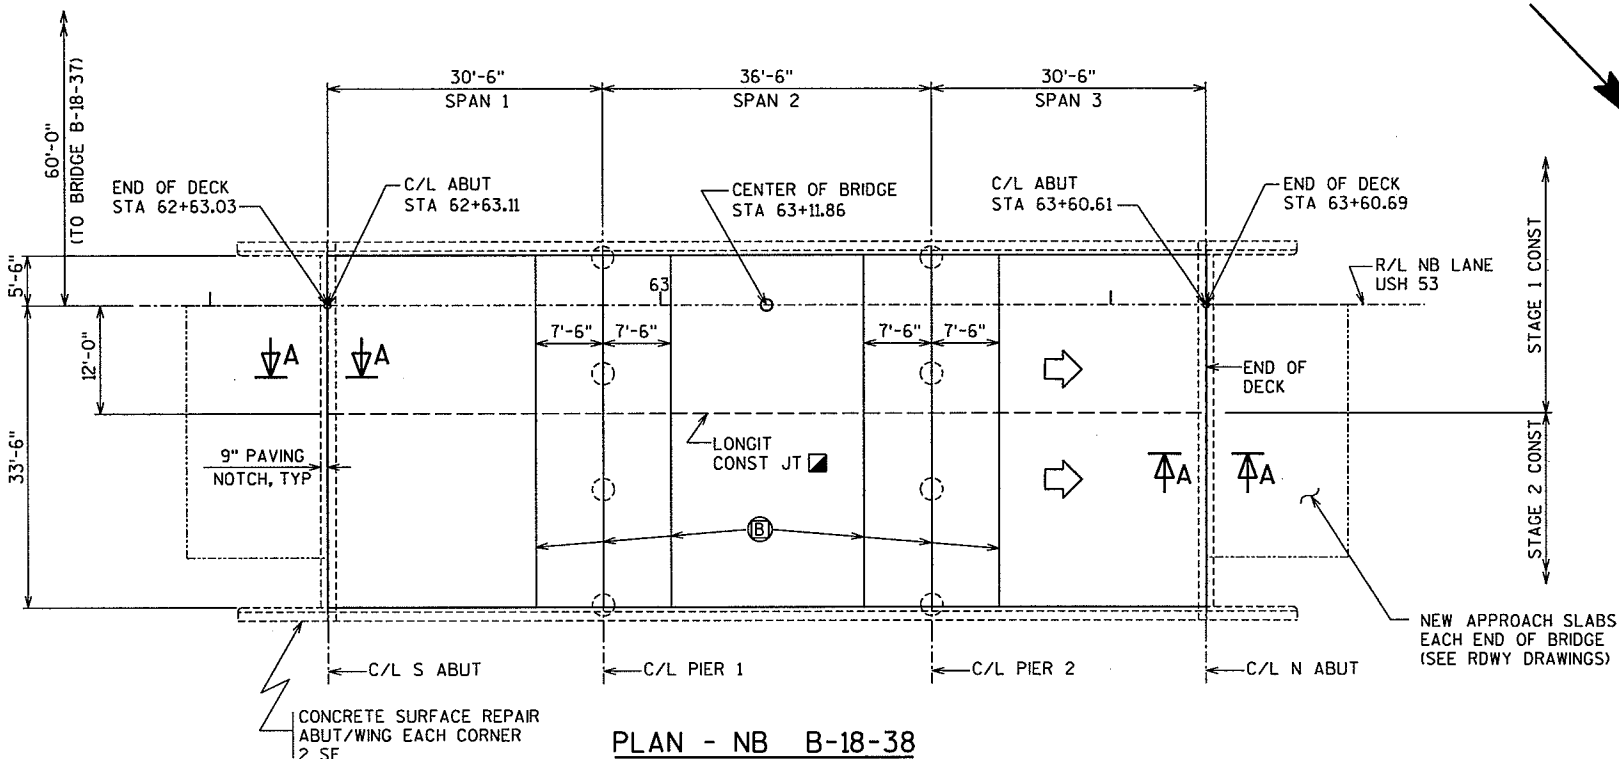 30'-6"
SPAN 1
36'-6"
SPAN 2
30'-6"
SPAN 3
60'-0"
(TO BRIDGE B-18-37)
END OF DECK
STA 62+63.03
C/L ABUT
STA 62+63.11
CENTER OF BRIDGE
STA 63+11.86
C/L ABUT
STA 63+60.61
END OF DECK
STA 63+60.69
5'-6"
63
R/L NB LANE
USH 53
STAGE 1 CONST
12'-0"
7'-6"
7'-6"
7'-6"
7'-6"
A
A
END OF
DECK
33'-6"
9" PAVING
NOTCH, TYP
LONGIT
CONST JT
A
A
STAGE 2 CONST
B
NEW APPROACH SLABS
EACH END OF BRIDGE
(SEE RDWY DRAWINGS)
C/L S ABUT
C/L PIER 1
C/L PIER 2
C/L N ABUT
CONCRETE SURFACE REPAIR
ABUT/WING EACH CORNER
2 SF
PLAN - NB B-18-38